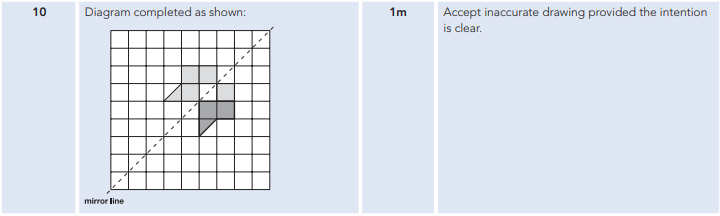 10 Diagram completed as shown: 1m Accept inaccurate drawing provided the intention
is clear.
mirror line